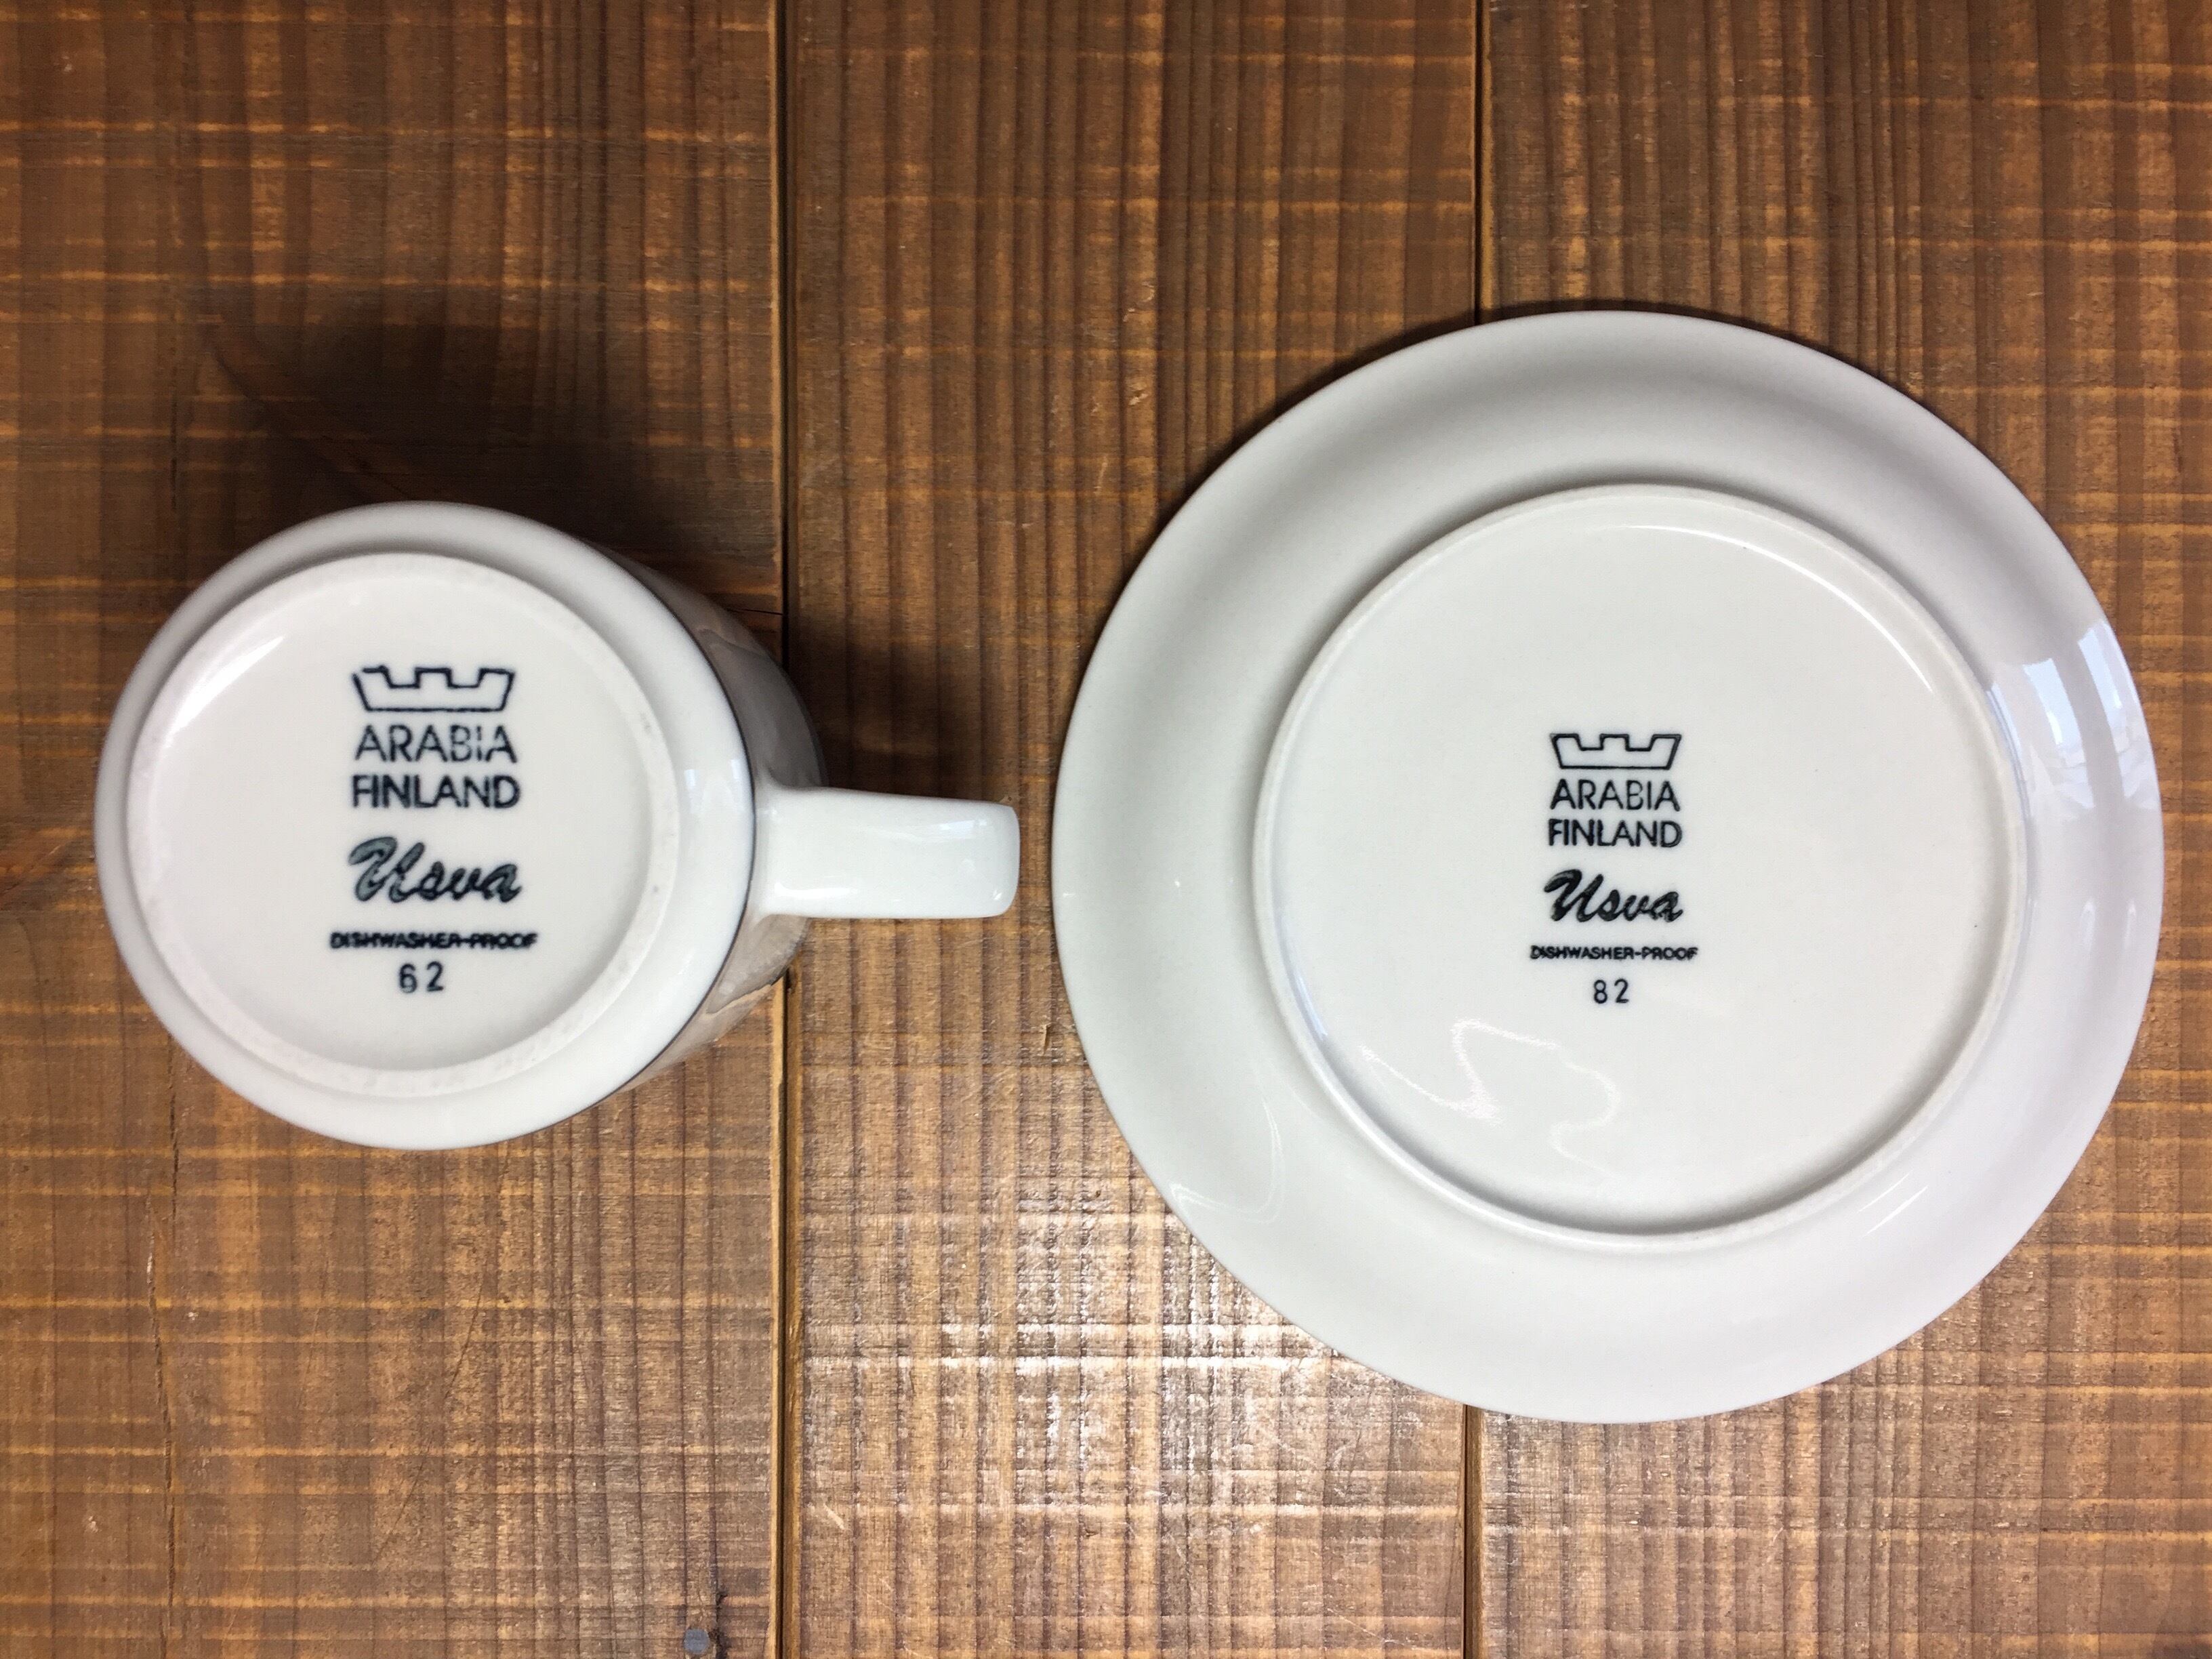 ARABIA
FINLAND
Usva
DISHWASHER-PROOF
62
ARABIA
FINLAND
Usva
DISHWASHER-PROOF
82